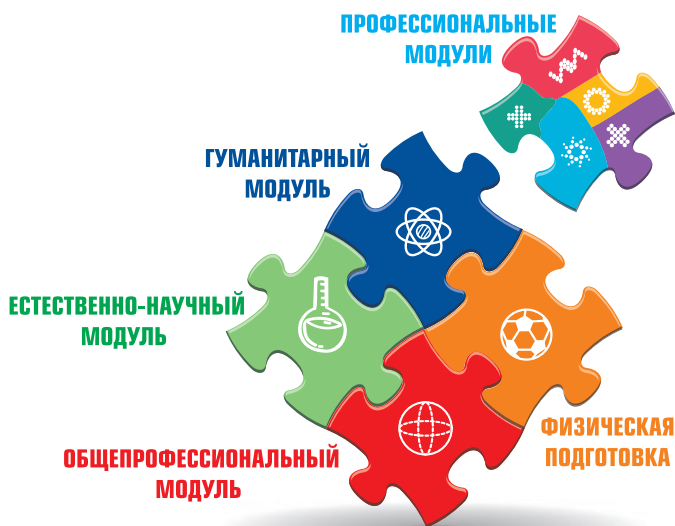 ПРОФЕССИОНАЛЬНЫЕ
МОДУЛИ
ГУМАНИТАРНЫЙ
МОДУЛЬ
ЕСТЕСТВЕННО-НАУЧНЫЙ
МОДУЛЬ
ФИЗИЧЕСКАЯ
ПОДГОТОВКА
ОБЩЕПРОФЕССИОНАЛЬНЫЙ
МОДУЛЬ